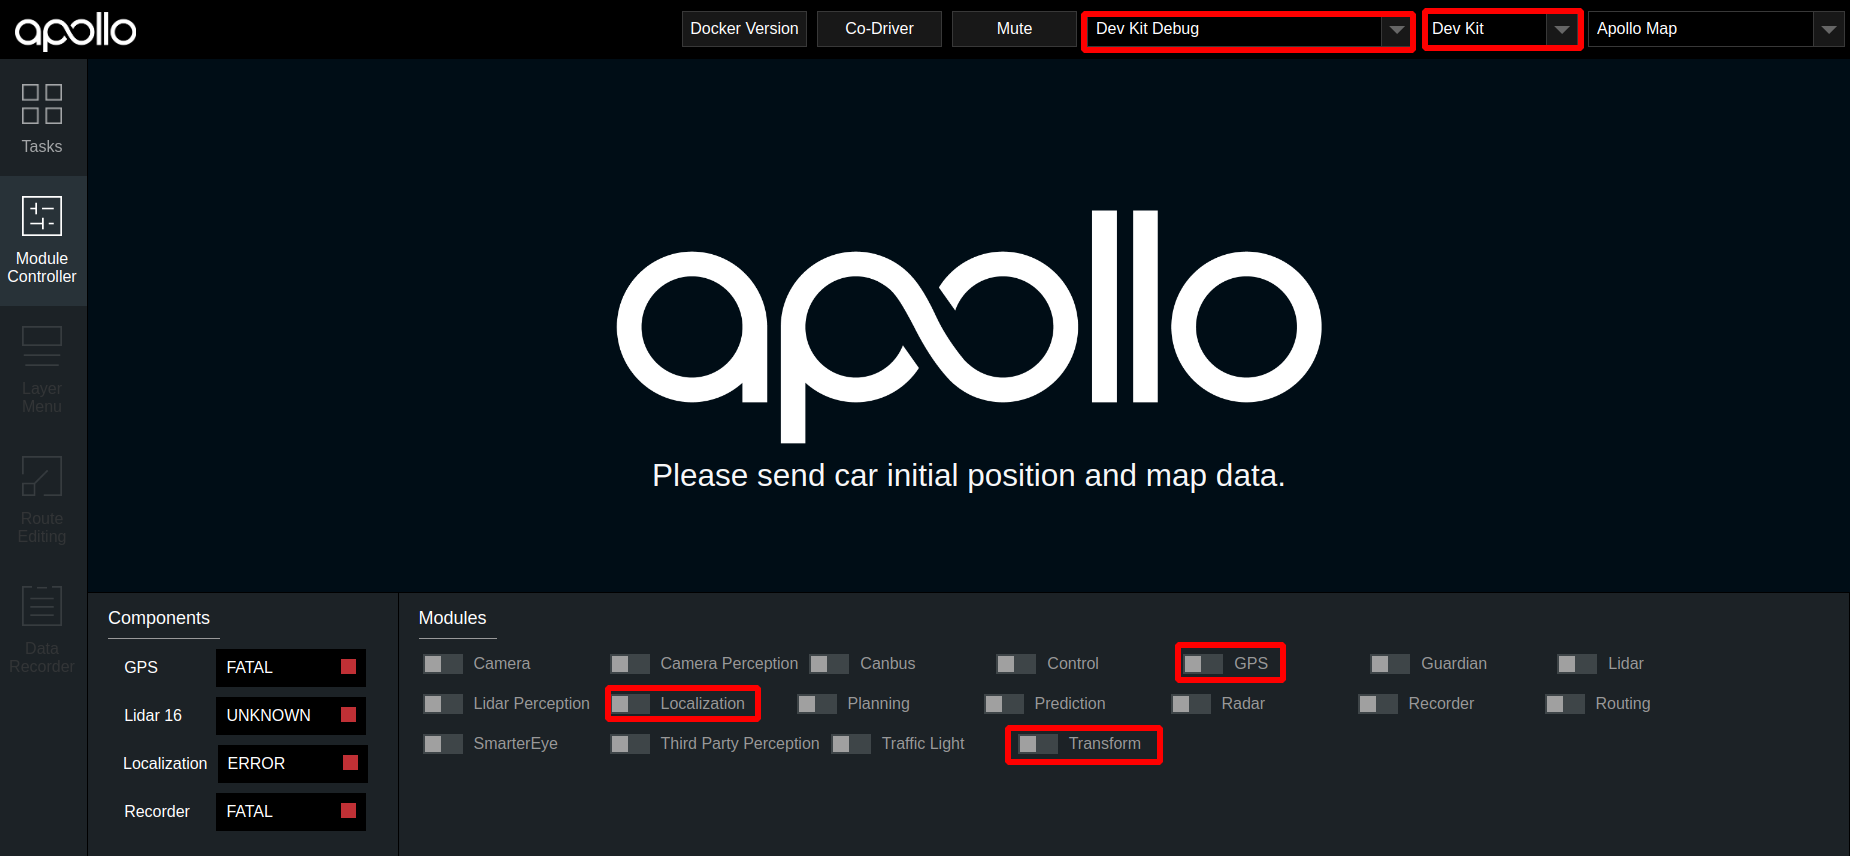 apollo
Docker Version
Co-Driver
Mute
Dev Kit Debug
Dev Kit
Apollo Map
Tasks
Module
Controller
Layer
Menu
Route
Editing
Data
Recorder
apollo
Please send car initial position and map data.
Components
GPS FATAL
Lidar 16 UNKNOWN
Localization ERROR
Recorder FATAL
Modules
Camera Camera Perception Canbus Control GPS Guardian Lidar
Lidar Perception Localization Planning Prediction Radar Recorder Routing
SmarterEye Third Party Perception Traffic Light Transform